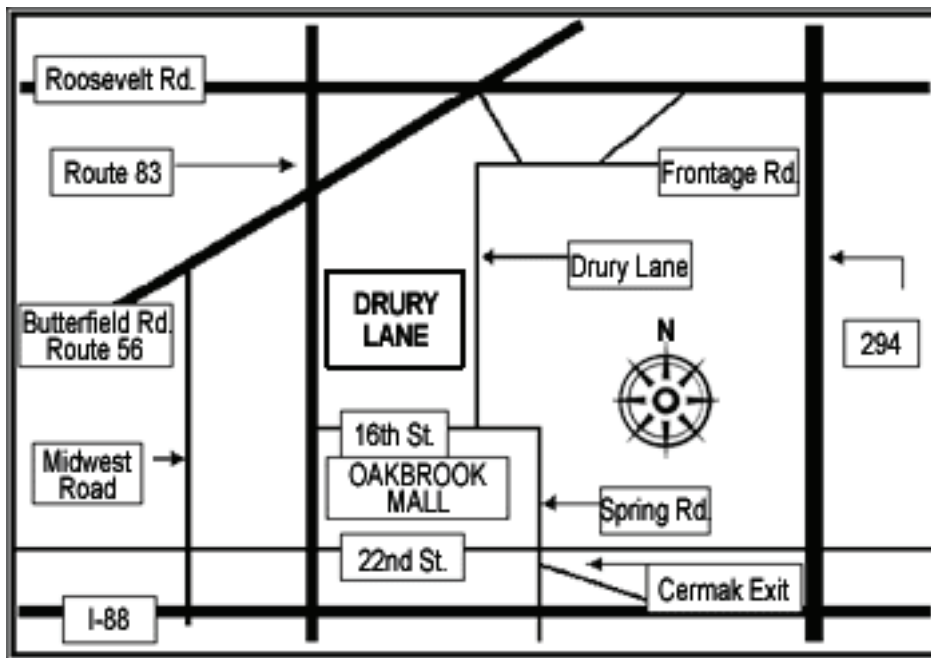 Roosevelt Rd.
Route 83
Frontage Rd.
Drury Lane
DRURY
LANE
Butterfield Rd.
Route 56
N
294
16th St.
Midwest
Road
OAKBROOK
MALL
Spring Rd.
22nd St.
Cermak Exit
I-88